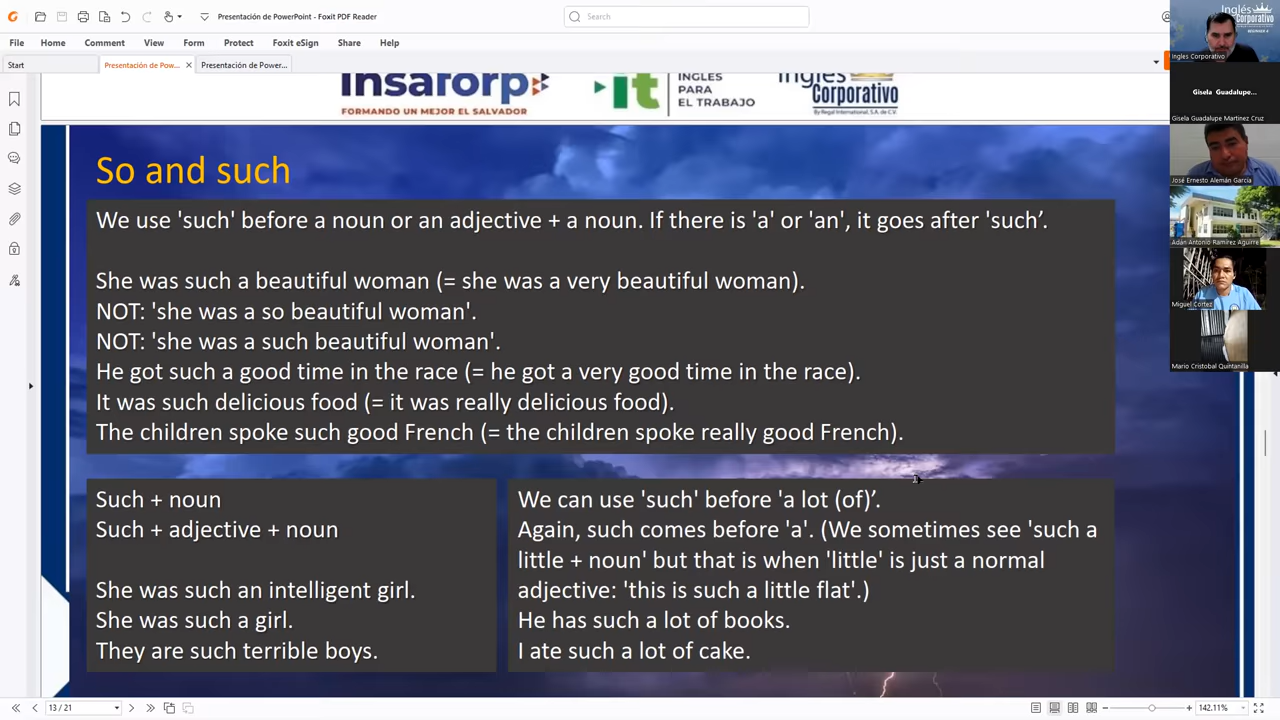 Presentación de PowerPoint - Foxit PDF Reader
Search
File Home Comment View Form Protect Foxit eSign Share Help
Start
Presentación de Pow...
Presentación de Power...
Insaforp
FORMANDO UN MEJOR EL SALVADOR
it
INGLES
PARA
EL TRABAJO
Inglés
Corporativo
By Regal International, S.A. de C.V.
So and such
We use 'such' before a noun or an adjective + a noun. If there is 'a' or 'an', it goes after 'such’.
She was such a beautiful woman (= she was a very beautiful woman).
NOT: 'she was a so beautiful woman'.
NOT: 'she was a such beautiful woman'.
He got such a good time in the race (= he got a very good time in the race).
It was such delicious food (= it was really delicious food).
The children spoke such good French (= the children spoke really good French).
Such + noun
Such + adjective + noun
She was such an intelligent girl.
She was such a girl.
They are such terrible boys.
We can use 'such' before 'a lot (of)’.
Again, such comes before 'a'. (We sometimes see 'such a
little + noun' but that is when 'little' is just a normal
adjective: 'this is such a little flat'.)
He has such a lot of books.
I ate such a lot of cake.
Inglés
Corporativo
BEGINNER 4
Ingles Corporativo
Gisela Guadalupe...
Gisela Guadalupe Martinez Cruz
José Ernesto Alemán García
Adán Antonio Ramírez Aguirre
Miguel Cortez
Mario Cristobal Quintanilla
13 / 21
142.11%